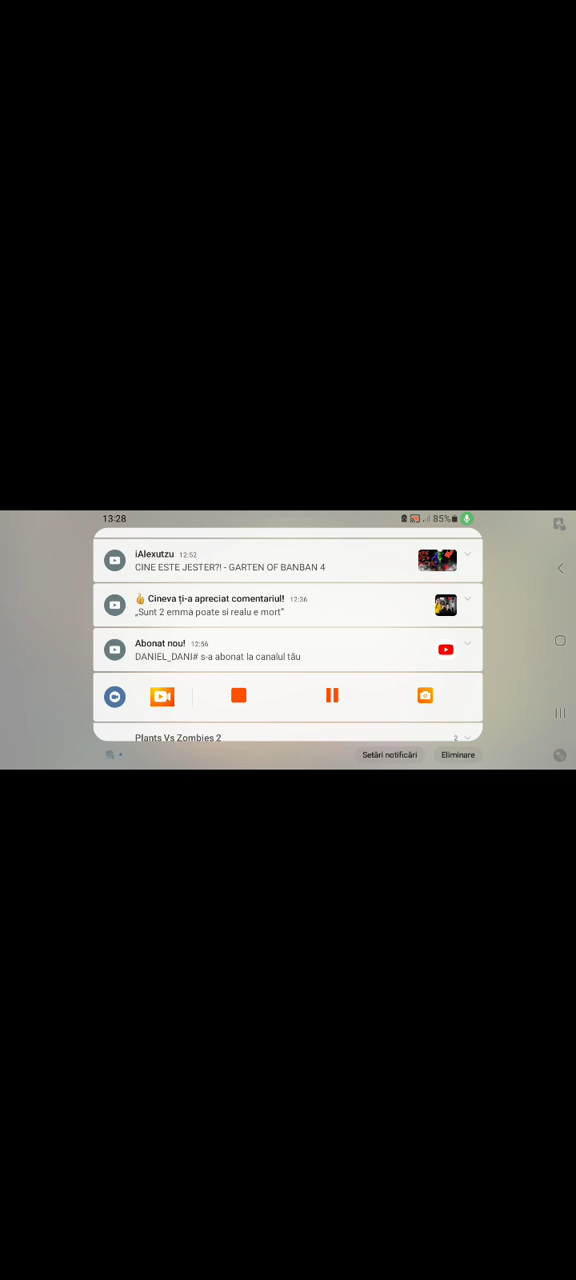 13:28
85%
iAlexutzu 12:52
CINE ESTE JESTER?! - GARTEN OF BANBAN 4
👍 Cineva ți-a apreciat comentariul! 12:36
„Sunt 2 emma poate si realu e mort”
Abonat nou! 12:56
DANIEL_DANI# s-a abonat la canalul tău
Plants Vs Zombies 2
2
Setări notificări
Eliminare